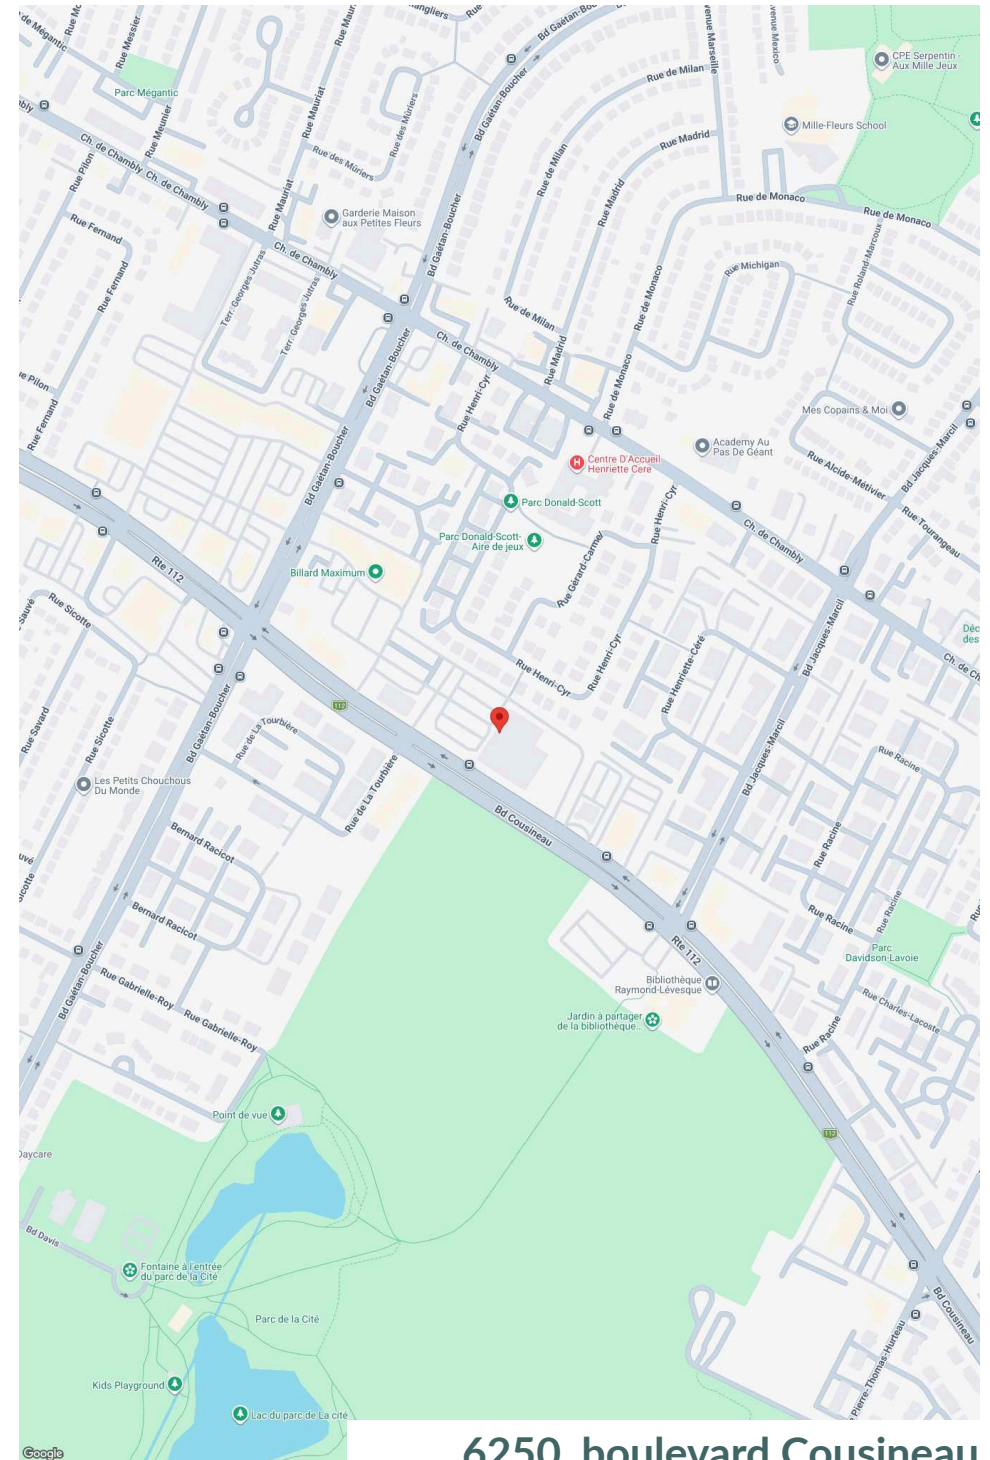 Rue Messier
Parc Mégantic
Rue Meunier
Rue Mauriat
Rue des Mûriers
Rue des Mûriers
Bd Gaétan-Boucher
Rue de Milan
CPE Serpentin -
Aux Mille Jeux
Mille-Fleurs School
Rue Madrid
Ch. de Chambly
Ch. de Chambly
Rue Pilon
Rue Mauriat
Garderie Maison
aux Petites Fleurs
Bd Gaétan-Boucher
Rue de Milan
Rue Madrid
Rue de Monaco
Rue de Monaco
Rue Fernand
Rue Fernand
Ch. de Chambly
Terr. Georges Jutras
Terr. Georges Jutras
Bd Gaétan-Boucher
Rue Michigan
Rue Roland-Marcoux
Rue de Monaco
Rue de Milan
Ch. de Chambly
Rue Madrid
Bd Gaétan-Boucher
Rue Henri-Cyr
Rue de Monaco
Rue Fernand
Mes Copains & Moi
Academy Au
Pas De Géant
Centre D'Accueil
Henriette Cere
Bd Gaétan-Boucher
Rue Alcide-Métivier
Bd Jacques-Marcil
Parc Donald-Scott
Rue Henri-Cyr
Ch. de Chambly
Rue Tourangeau
Parc Donald-Scott-
Aire de jeux
Rte 112
Billard Maximum
Rue Gérard-Carmel
Rue Sicotte
Bd Jacques-Marcil
Rue Henri-Cyr
Rue Henri-Cyr
Rue Henriette-Céré
112
Rue Savard
Rue Sicotte
Bd Gaétan-Boucher
Rue de La Tourbière
Bd Jacques-Marcil
Rue Racine
Les Petits Chouchous
Du Monde
Rue de La Tourbière
Bd Cousineau
Bernard Racicot
Rue Racine
Bernard Racicot
Rue Racine
Rue Racine
Rte 112
Parc
Davidson-Lavoie
Bd Gaétan-Boucher
Rue Gabrielle-Roy
Rue Gabrielle-Roy
Bibliothèque
Raymond-Lévesque
Rue Charles-Lacoste
Jardin à partager
de la bibliothèque...
Rue Racine
Point de vue
112
Daycare
Bd Davis
Fontaine à l'entrée
du parc de la Cité
Parc de la Cité
Bd Cousineau
Pierre-Thomas-Hurteau
Kids Playground
Lac du parc de La cité
Google
6250, boulevard Cousineau